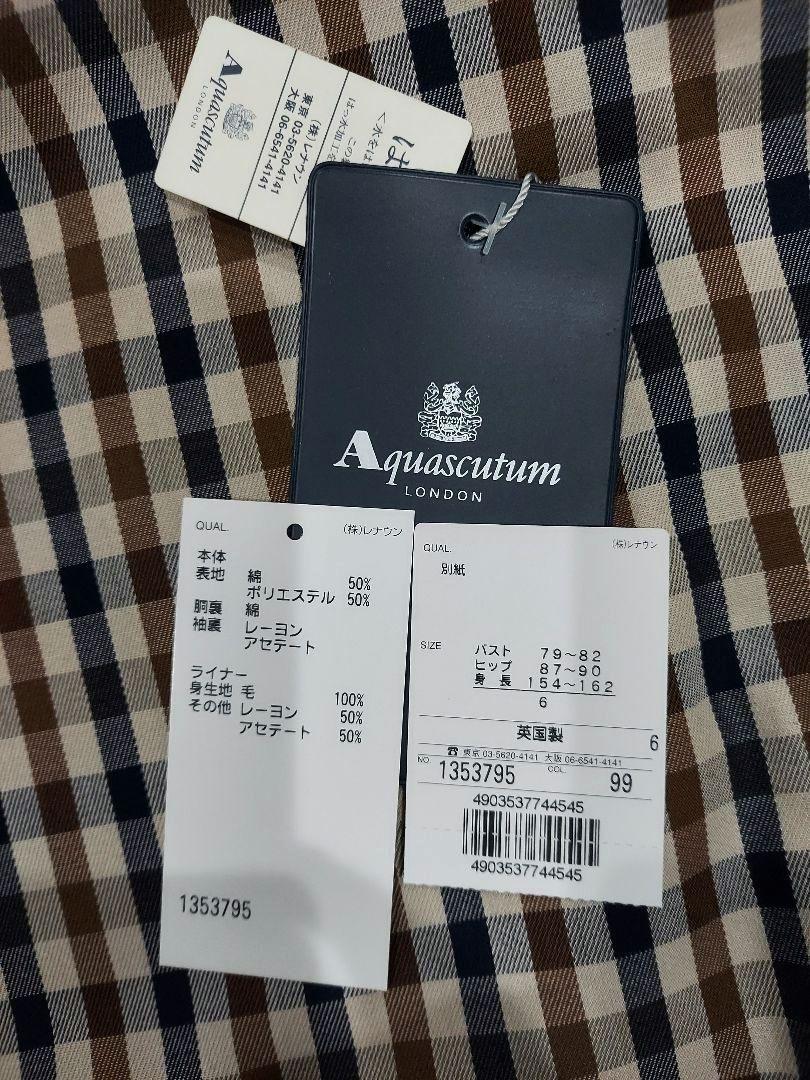 Aquascutum
LONDON
(株)レナウン
東京 03-5620-4141
大阪 06-6541-4141
Aquascutum
LONDON
QUAL. (株)レナウン
本体
表地 綿 50%
ポリエステル 50%
胴裏 綿
袖裏 レーヨン
アセテート
ライナー
身生地 毛 100%
その他 レーヨン 50%
アセテート 50%
1353795
QUAL. (株)レナウン
別紙
SIZE バスト 79~82
ヒップ 87~90
身長 154~162
6
英国製 6
☎ 東京 03-5620-4141 大阪 06-6541-4141
NO. 1353795 COL. 99
4903537744545
4903537744545